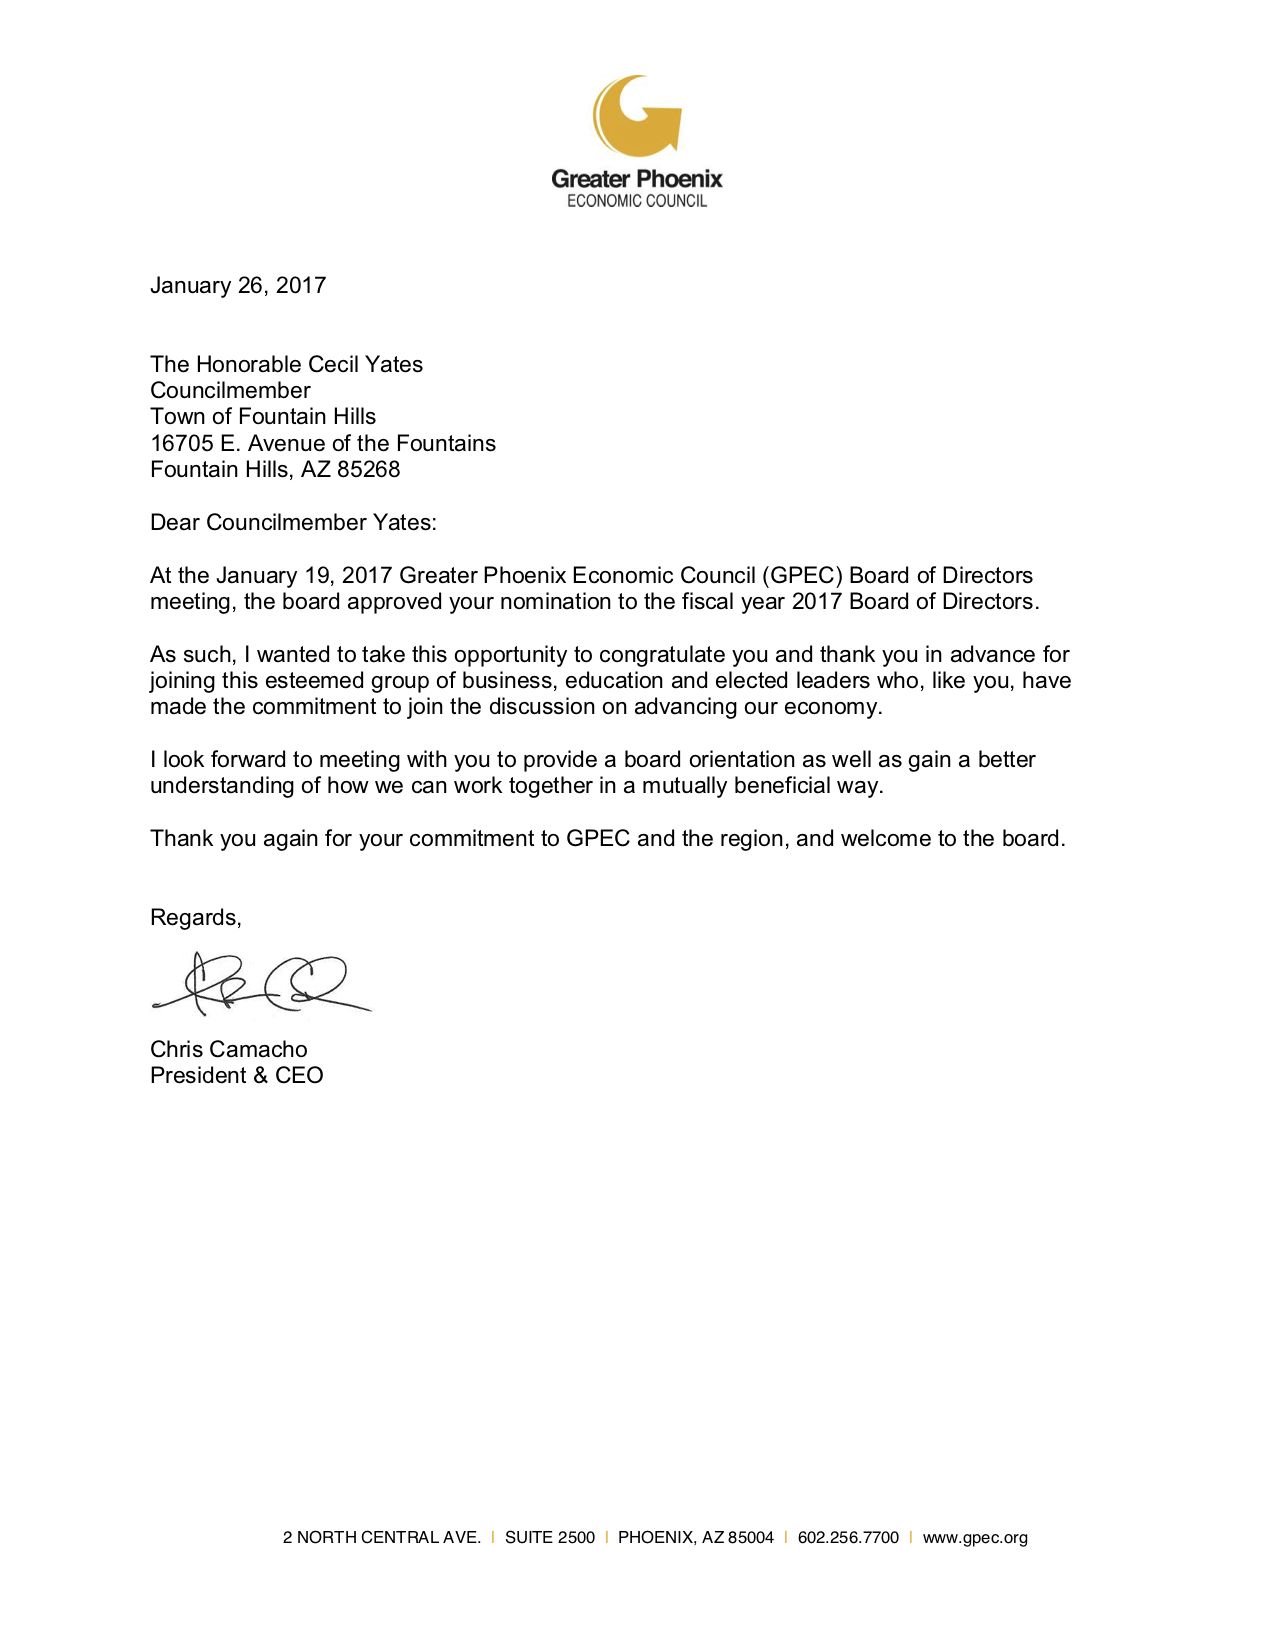 Greater Phoenix
ECONOMIC COUNCIL
January 26, 2017
The Honorable Cecil Yates
Councilmember
Town of Fountain Hills
16705 E. Avenue of the Fountains
Fountain Hills, AZ 85268
Dear Councilmember Yates:
At the January 19, 2017 Greater Phoenix Economic Council (GPEC) Board of Directors
meeting, the board approved your nomination to the fiscal year 2017 Board of Directors.
As such, I wanted to take this opportunity to congratulate you and thank you in advance for
joining this esteemed group of business, education and elected leaders who, like you, have
made the commitment to join the discussion on advancing our economy.
I look forward to meeting with you to provide a board orientation as well as gain a better
understanding of how we can work together in a mutually beneficial way.
Thank you again for your commitment to GPEC and the region, and welcome to the board.
Regards,
Chris Camacho
President & CEO
2 NORTH CENTRAL AVE. | SUITE 2500 | PHOENIX, AZ 85004 | 602.256.7700 | www.gpec.org